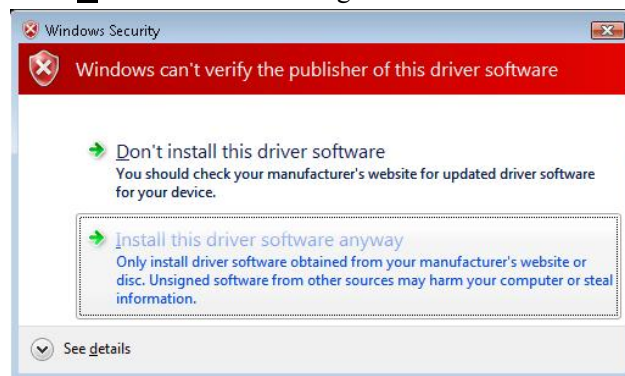 Windows Security
Windows can't verify the publisher of this driver software
Don't install this driver software
You should check your manufacturer's website for updated driver software
for your device.
Install this driver software anyway
Only install driver software obtained from your manufacturer's website or
disc. Unsigned software from other sources may harm your computer or steal
information.
See details